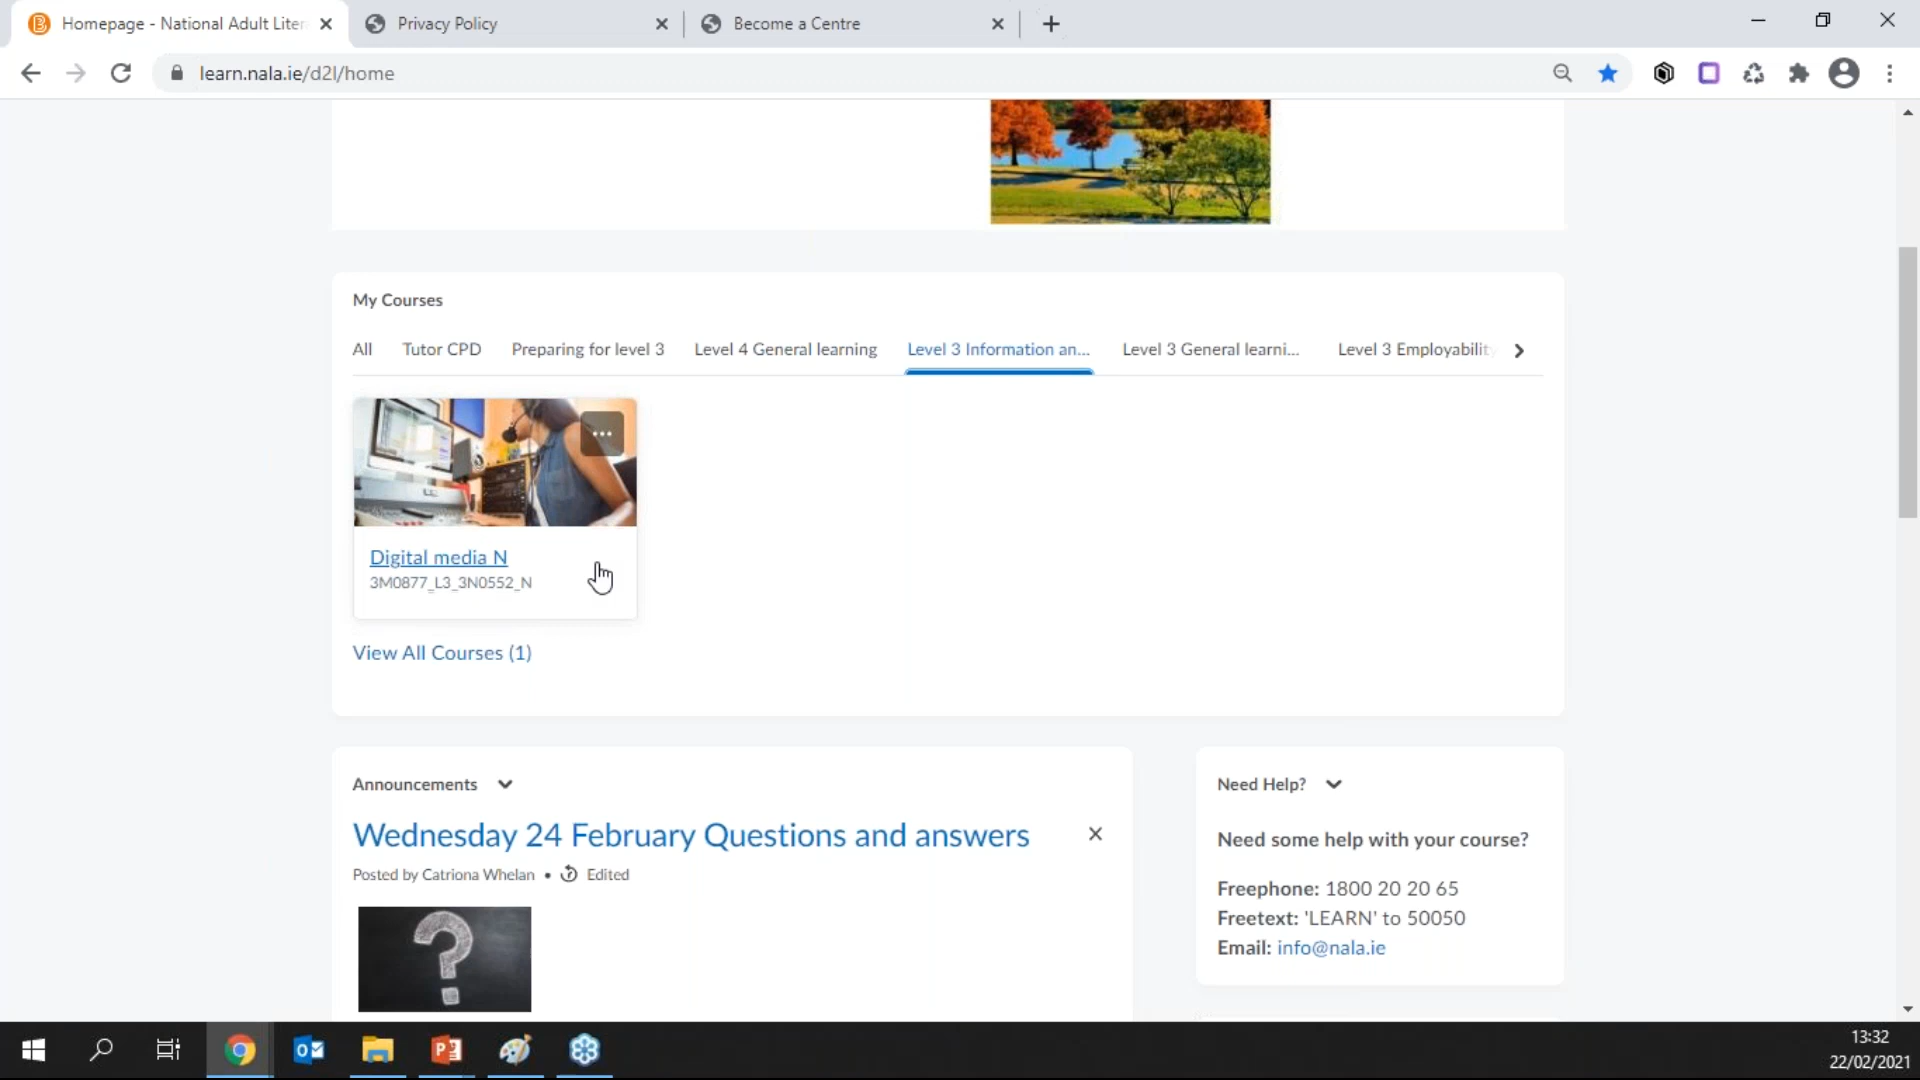 Homepage - National Adult Liter
Privacy Policy
Become a Centre
learn.nala.ie/d2l/home
My Courses
All
Tutor CPD
Preparing for level 3
Level 4 General learning
Level 3 Information an...
Level 3 General learni...
Level 3 Employability
Digital media N
3M0877_L3_3N0552_N
View All Courses (1)
Announcements
Wednesday 24 February Questions and answers
Posted by Catriona Whelan • Edited
Need Help?
Need some help with your course?
Freephone: 1800 20 20 65
Freetext: 'LEARN' to 50050
Email: info@nala.ie
13:32
22/02/2021